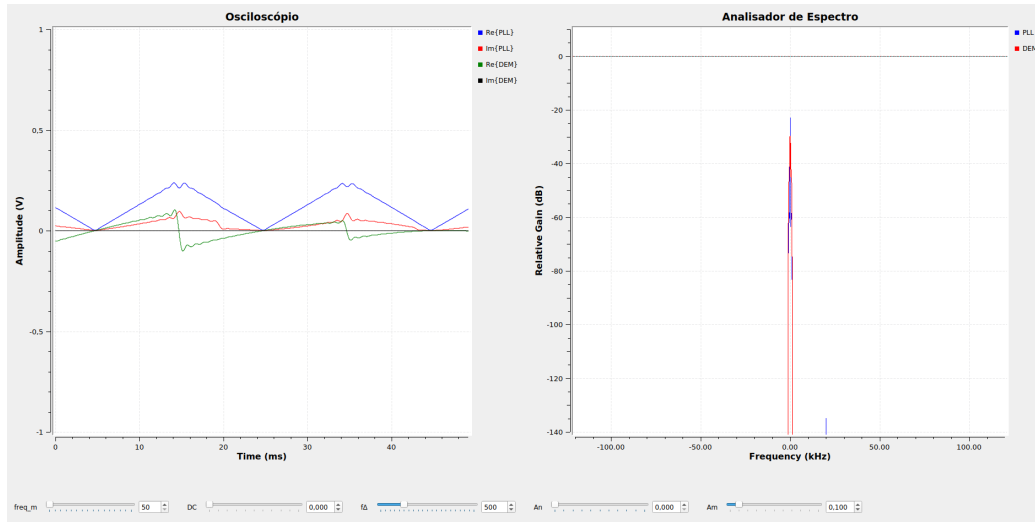 Osciloscópio
1
0,5
0
-0,5
-1
Amplitude (V)
0
10
20
30
40
Time (ms)
Re{PLL}
Im{PLL}
Re{DEM}
Im{DEM}
Analisador de Espectro
0
-20
-40
-60
-80
-100
-120
-140
Relative Gain (dB)
-100.00
-50.00
0.00
50.00
100.00
Frequency (kHz)
PLL
DEM
freq_m 50 DC 0,000 fΔ 500 An 0,000 Am 0,100